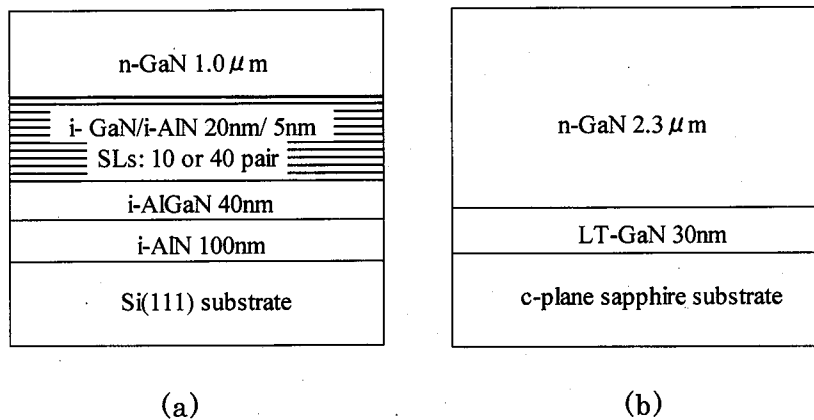 n-GaN 1.0 μm
i- GaN/i-AlN 20nm/ 5nm
SLs: 10 or 40 pair
i-AlGaN 40nm
i-AlN 100nm
Si(111) substrate
(a)
n-GaN 2.3 μm
LT-GaN 30nm
c-plane sapphire substrate
(b)